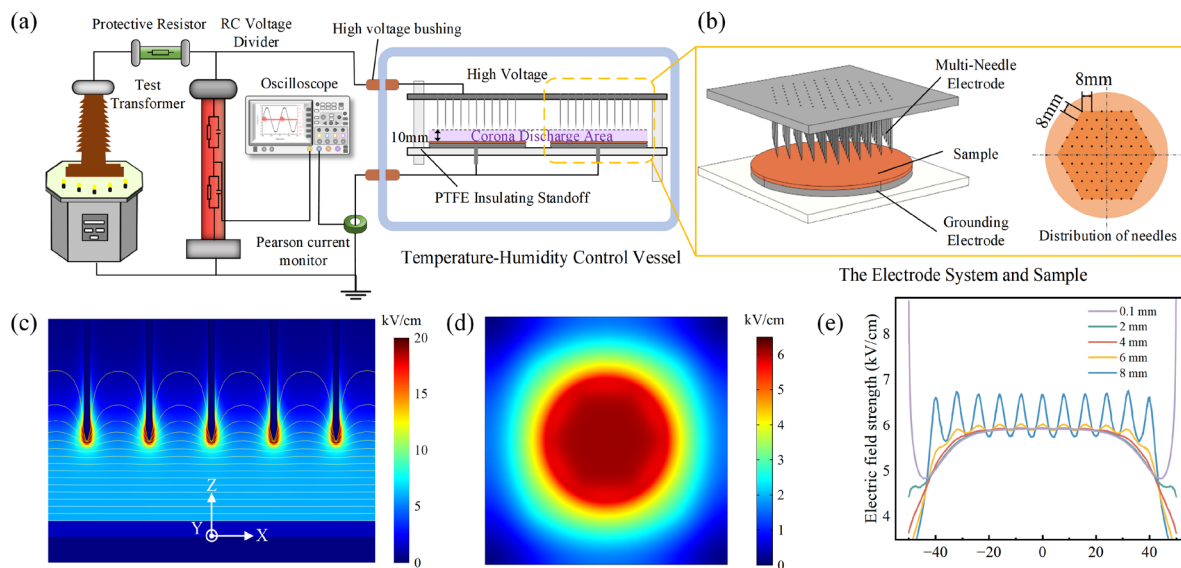 (a)
Protective Resistor
RC Voltage
Divider
High voltage bushing
Test
Transformer
Oscilloscope
High Voltage
10mm
Corona Discharge Area
PTFE Insulating Standoff
Pearson current
monitor
Temperature-Humidity Control Vessel
(b)
Multi-Needle
Electrode
8mm
8mm
Sample
Grounding
Electrode
Distribution of needles
The Electrode System and Sample
(c)
kV/cm
20
15
10
5
0
Z
Y
X
(d)
kV/cm
6
5
4
3
2
1
0
(e)
Electric field strength (kV/cm)
8
7
6
5
4
0.1 mm
2 mm
4 mm
6 mm
8 mm
−40
−20
0
20
40